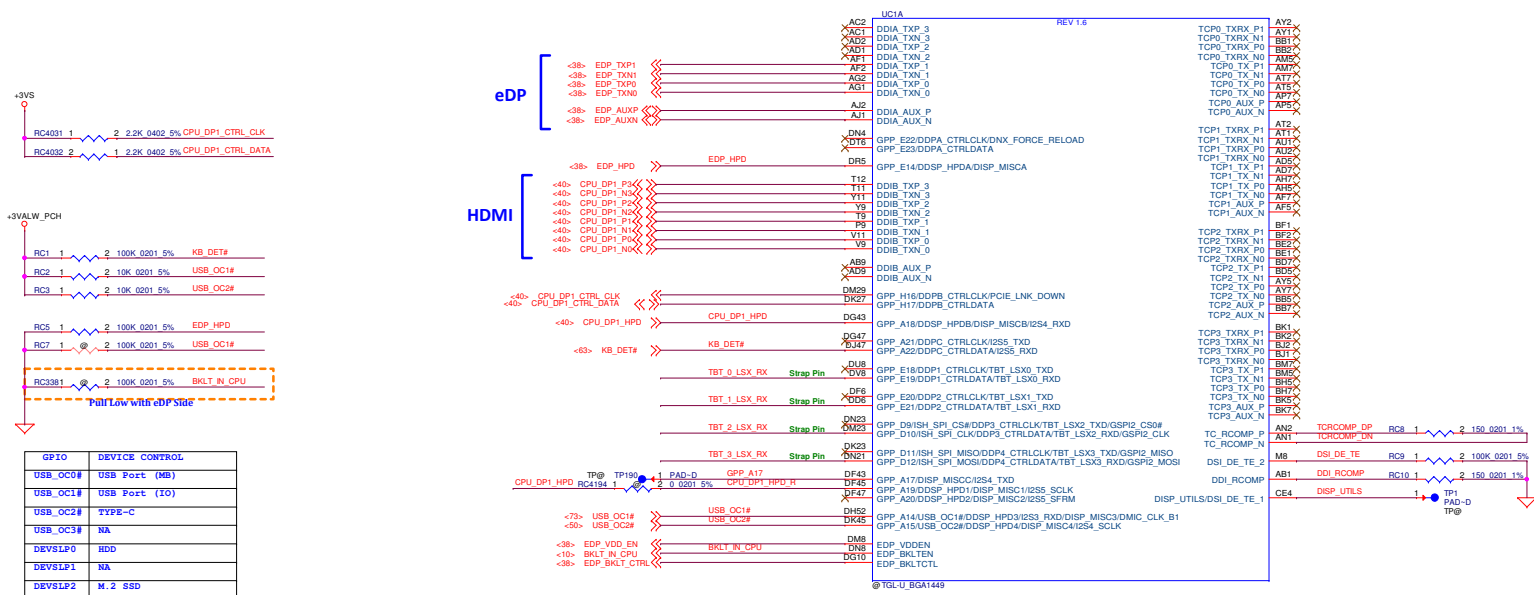 +3VS
RC4031 1 2 2.2K_0402_5% CPU_DP1_CTRL_CLK
RC4032 2 1 2.2K_0402_5% CPU_DP1_CTRL_DATA
+3VALW_PCH
RC1 1 2 100K_0201_5% KB_DET#
RC2 1 2 10K_0201_5% USB_OC1#
RC3 1 2 10K_0201_5% USB_OC2#
RC5 1 2 100K_0201_5% EDP_HPD
RC7 1 @ 2 100K_0201_5% USB_OC1#
RC3381 @ 2 100K_0201_5% BKLT_IN_CPU
Pull Low with eDP Side
GPIO DEVICE CONTROL
USB_OC0# USB Port (MB)
USB_OC1# USB Port (IO)
USB_OC2# TYPE-C
USB_OC3# NA
DEVSLP0 HDD
DEVSLP1 NA
DEVSLP2 M.2 SSD
eDP
HDMI
UC1A
REV 1.6
AC2 DDIA_TXP_3
AC1 DDIA_TXN_3
AD2 DDIA_TXP_2
AD1 DDIA_TXN_2
<38> EDP_TXP1 AF1 DDIA_TXP_1
<38> EDP_TXN1 AF2 DDIA_TXN_1
<38> EDP_TXP0 AG2 DDIA_TXP_0
<38> EDP_TXN0 AG1 DDIA_TXN_0
<38> EDP_AUXP AJ2 DDIA_AUX_P
<38> EDP_AUXN AJ1 DDIA_AUX_N
DN4 GPP_E22/DDPA_CTRLCLK/DNX_FORCE_RELOAD
DT6 GPP_E23/DDPA_CTRLDATA
<38> EDP_HPD EDP_HPD DR5 GPP_E14/DDSP_HPDA/DISP_MISCA
<40> CPU_DP1_P3 T12 DDIB_TXP_3
<40> CPU_DP1_N3 T11 DDIB_TXN_3
<40> CPU_DP1_P2 Y11 DDIB_TXP_2
<40> CPU_DP1_N2 Y9 DDIB_TXN_2
<40> CPU_DP1_P1 T9 DDIB_TXP_1
<40> CPU_DP1_N1 P9 DDIB_TXN_1
<40> CPU_DP1_P0 V11 DDIB_TXP_0
<40> CPU_DP1_N0 V9 DDIB_TXN_0
AB9 DDIB_AUX_P
AD9 DDIB_AUX_N
<40> CPU_DP1_CTRL_CLK DM29 GPP_H16/DDPB_CTRLCLK/PCIE_LNK_DOWN
<40> CPU_DP1_CTRL_DATA DK27 GPP_H17/DDPB_CTRLDATA
<40> CPU_DP1_HPD CPU_DP1_HPD DG43 GPP_A18/DDSP_HPDB/DISP_MISCB/I2S4_RXD
DG47 GPP_A21/DDPC_CTRLCLK/I2S5_TXD
<63> KB_DET# KB_DET# DJ47 GPP_A22/DDPC_CTRLDATA/I2S5_RXD
DU8 GPP_E18/DDP1_CTRLCLK/TBT_LSX0_TXD
TBT_0_LSX_RX Strap Pin DV8 GPP_E19/DDP1_CTRLDATA/TBT_LSX0_RXD
DF6 GPP_E20/DDP2_CTRLCLK/TBT_LSX1_TXD
TBT_1_LSX_RX Strap Pin DD6 GPP_E21/DDP2_CTRLDATA/TBT_LSX1_RXD
DN23 GPP_D9/ISH_SPI_CS#/DDP3_CTRLCLK/TBT_LSX2_TXD/GSPI2_CS0#
TBT_2_LSX_RX Strap Pin DM23 GPP_D10/ISH_SPI_CLK/DDP3_CTRLDATA/TBT_LSX2_RXD/GSPI2_CLK
DK23 GPP_D11/ISH_SPI_MISO/DDP4_CTRLCLK/TBT_LSX3_TXD/GSPI2_MISO
TBT_3_LSX_RX Strap Pin DN21 GPP_D12/ISH_SPI_MOSI/DDP4_CTRLDATA/TBT_LSX3_RXD/GSPI2_MOSI
TP@ TP190 1 PAD~D GPP_A17 DF43 GPP_A17/DISP_MISCC/I2S4_TXD
CPU_DP1_HPD RC4194 1 @ 2 0_0201_5% CPU_DP1_HPD_R DF45 GPP_A19/DDSP_HPD1/DISP_MISC1/I2S5_SCLK
DF47 GPP_A20/DDSP_HPD2/DISP_MISC2/I2S5_SFRM
<73> USB_OC1# USB_OC1# DH52 GPP_A14/USB_OC1#/DDSP_HPD3/I2S3_RXD/DISP_MISC3/DMIC_CLK_B1
<50> USB_OC2# USB_OC2# DK45 GPP_A15/USB_OC2#/DDSP_HPD4/DISP_MISC4/I2S4_SCLK
<38> EDP_VDD_EN DM8 EDP_VDDEN
<10> BKLT_IN_CPU BKLT_IN_CPU DN8 EDP_BKLTEN
<38> EDP_BKLT_CTRL DG10 EDP_BKLTCTL
@ TGL-U_BGA1449
TCP0_TXRX_P1 AY2
TCP0_TXRX_N1 AY1
TCP0_TXRX_P0 BB1
TCP0_TXRX_N0 BB2
TCP0_TX_P1 AM5
TCP0_TX_N1 AM7
TCP0_TX_P0 AT7
TCP0_TX_N0 AT5
TCP0_AUX_P AP7
TCP0_AUX_N AP5
TCP1_TXRX_P1 AT2
TCP1_TXRX_N1 AT1
TCP1_TXRX_P0 AU1
TCP1_TXRX_N0 AU2
TCP1_TX_P1 AD5
TCP1_TX_N1 AD7
TCP1_TX_P0 AH7
TCP1_TX_N0 AH5
TCP1_AUX_P AF7
TCP1_AUX_N AF5
TCP2_TXRX_P1 BF1
TCP2_TXRX_N1 BF2
TCP2_TXRX_P0 BE2
TCP2_TXRX_N0 BE1
TCP2_TX_P1 BD7
TCP2_TX_N1 BD5
TCP2_TX_P0 AY5
TCP2_TX_N0 AY7
TCP2_AUX_P BB5
TCP2_AUX_N BB7
TCP3_TXRX_P1 BK1
TCP3_TXRX_N1 BK2
TCP3_TXRX_P0 BJ2
TCP3_TXRX_N0 BJ1
TCP3_TX_P1 BM7
TCP3_TX_N1 BM5
TCP3_TX_P0 BH5
TCP3_TX_N0 BH7
TCP3_AUX_P BK5
TCP3_AUX_N BK7
TC_RCOMP_P AN2 TCRCOMP_DP RC8 1 2 150_0201_1%
TC_RCOMP_N AN1 TCRCOMP_DN
DSI_DE_TE_2 M8 DSI_DE_TE RC9 1 2 100K_0201_5%
DDI_RCOMP AB1 DDI_RCOMP RC10 1 2 150_0201_1%
DISP_UTILS/DSI_DE_TE_1 CE4 DISP_UTILS 1 TP1
PAD~D
TP@